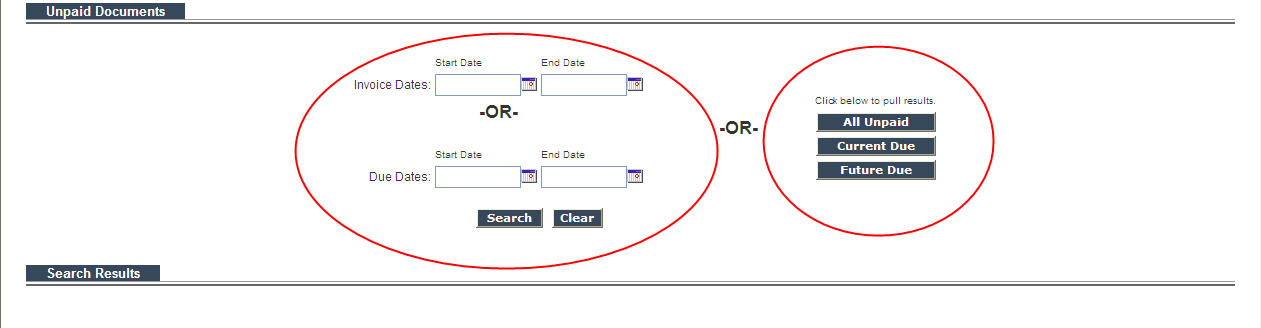 Unpaid Documents
Start Date End Date
Invoice Dates:
-OR-
Start Date End Date
Due Dates:
Search Clear
-OR-
Click below to pull results.
All Unpaid
Current Due
Future Due
Search Results